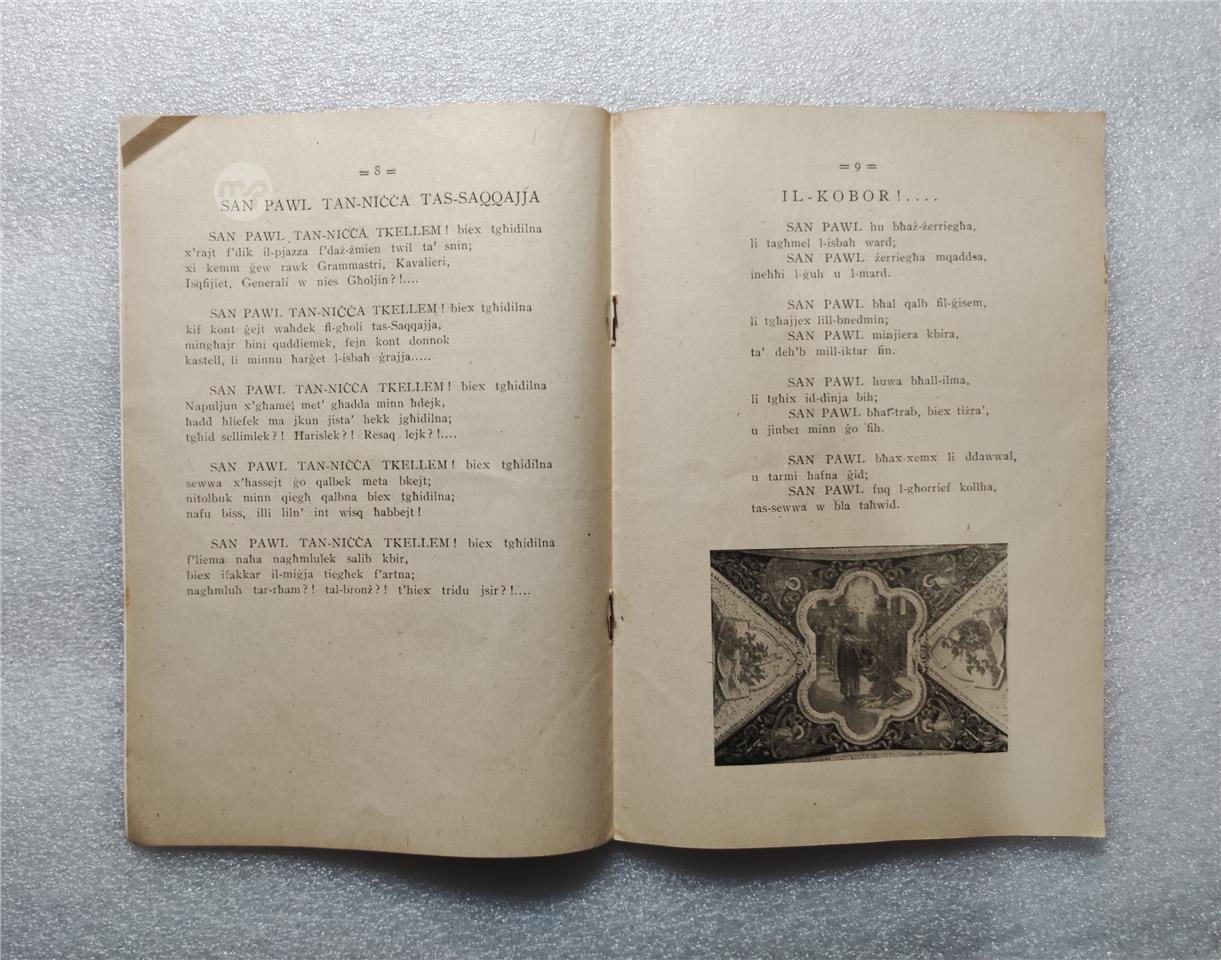 = 8 =
SAN PAWL TAN-NIĊĊA TAS-SAQQAJJA
SAN PAWL TAN-NIĊĊA TKELLEM! biex tgħidilna
x'rajt f'dik il-pjazza f'daż-żmien twil ta' snin;
xi kemm ġew rawk Grammastri, Kavalieri,
Isqfijiet, Generali w nies Għoljin?!....
SAN PAWL TAN-NIĊĊA TKELLEM! biex tgħidilna
kif kont ġejt waħdek fl-għoli tas-Saqqajja,
mingħajr bini quddiemek, fejn kont donnok
kastell, li minnu ħarġet l-isbaħ ġrajja.....
SAN PAWL TAN-NIĊĊA TKELLEM! biex tgħidilna
Napuljun x'għamel met' għadda minn ħdejk,
ħadd ħliefek ma jkun jista' hekk jgħidilna;
tgħid sellimlek?! Ħarislek?! Resaq lejk?!....
SAN PAWL TAN-NIĊĊA TKELLEM! biex tgħidilna
sewwa x'ħassejt ġo qalbek meta bkejt;
nitolbuk minn qiegħ qalbna biex tgħidilna;
nafu biss, illi liln' int wisq ħabbejt!
SAN PAWL TAN-NIĊĊA TKELLEM! biex tgħidilna
f'liema naħa nagħmlulek salib kbir,
biex ifakkar il-miġja tiegħek f'artna;
nagħmluh tar-rħam?! tal-bronż?! t'hiex tridu jsir?!....
= 9 =
IL-KOBOR!....
SAN PAWL hu bħaż-żerriegħa,
li tagħmel l-isbaħ ward;
SAN PAWL żerriegħa mqaddsa,
ineħħi l-ġuħ u l-mard.
SAN PAWL bħal qalb fil-ġisem,
li tgħajjex lill-bnedmin;
SAN PAWL minjiera kbira,
ta' deh'b mill-iktar fin.
SAN PAWL huwa bħall-ilma,
li tgħix id-dinja bih;
SAN PAWL bħat-trab, biex tiżra',
u jinbet minn ġo fih.
SAN PAWL bħax-xemx li ddawwal,
u tarmi ħafna ġid;
SAN PAWL fuq l-għorrief kollha,
tas-sewwa w bla taħwid.